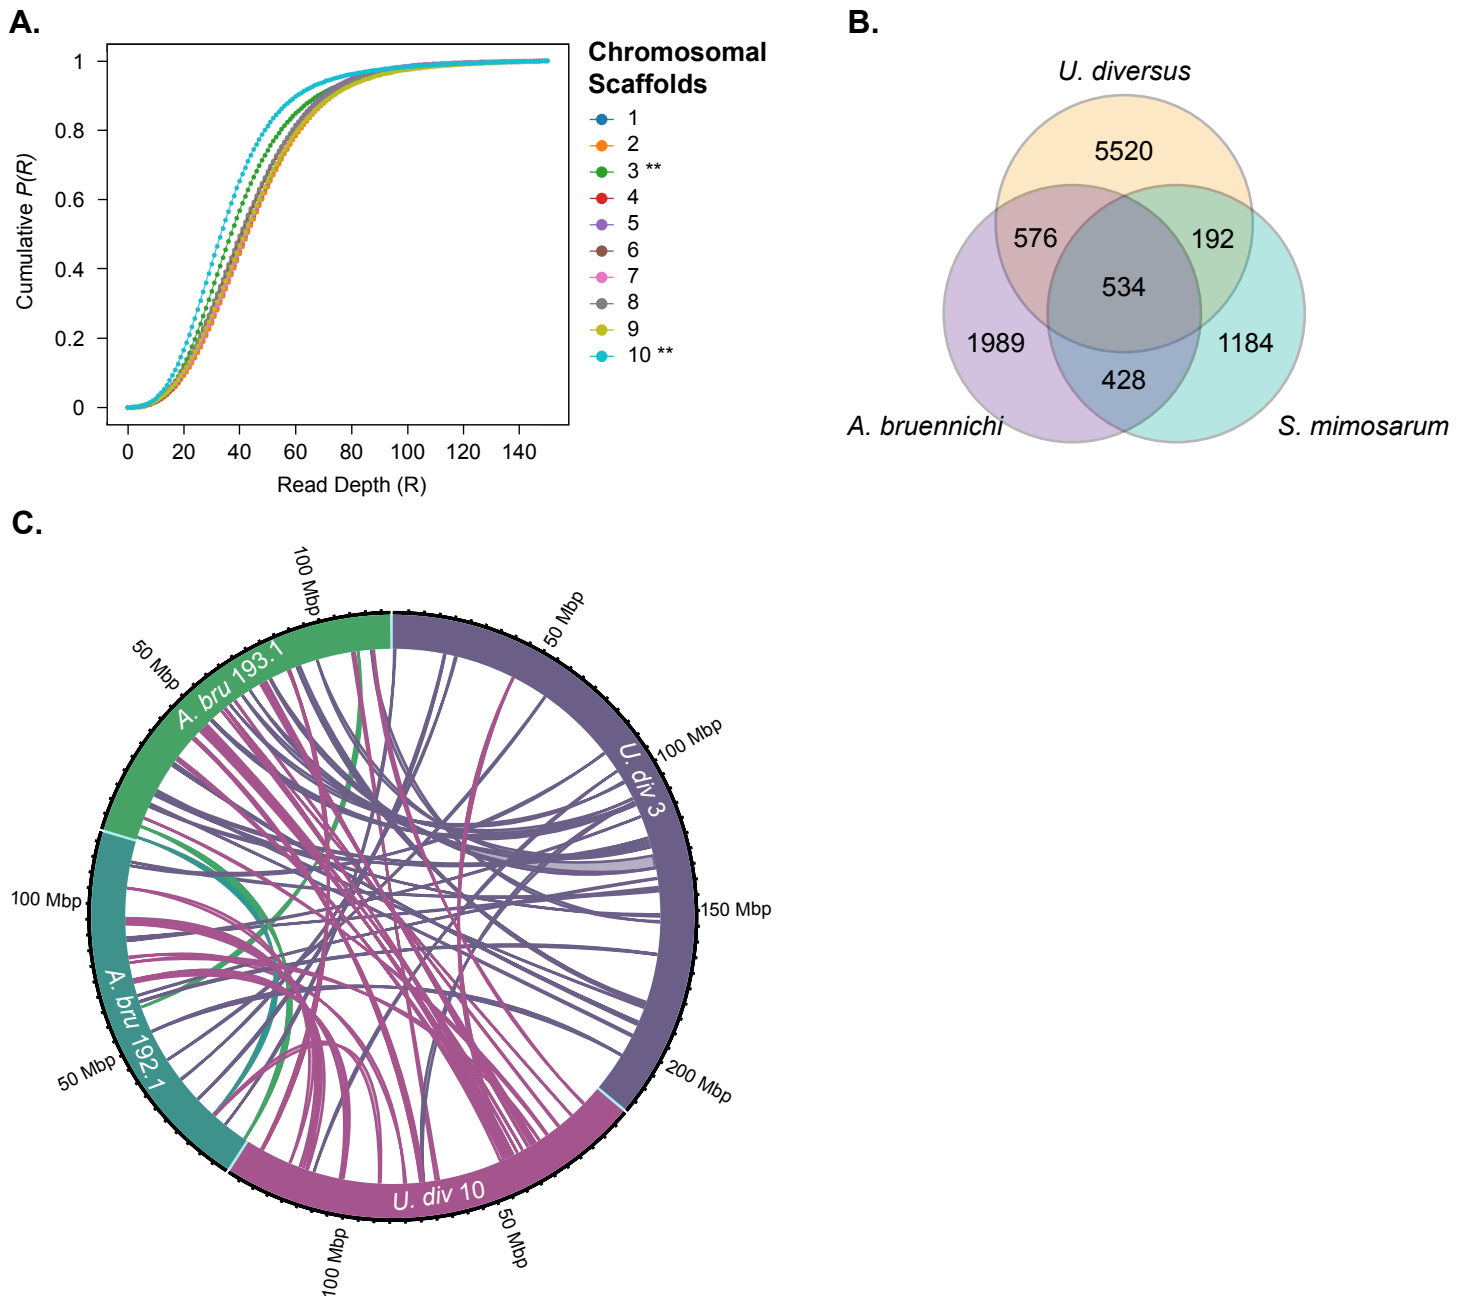 A.
Cumulative P(R)
1
0.8
0.6
0.4
0.2
0
0 20 40 60 80 100 120 140
Read Depth (R)
Chromosomal
Scaffolds
1
2
3 **
4
5
6
7
8
9
10 **
B.
U. diversus
5520
576
192
534
1989
1184
428
A. bruennichi
S. mimosarum
C.
100 Mbp
50 Mbp
50 Mbp
A. bru 193.1
100 Mbp
U. div 3
100 Mbp
150 Mbp
A. bru 192.1
50 Mbp
200 Mbp
U. div 10
50 Mbp
100 Mbp